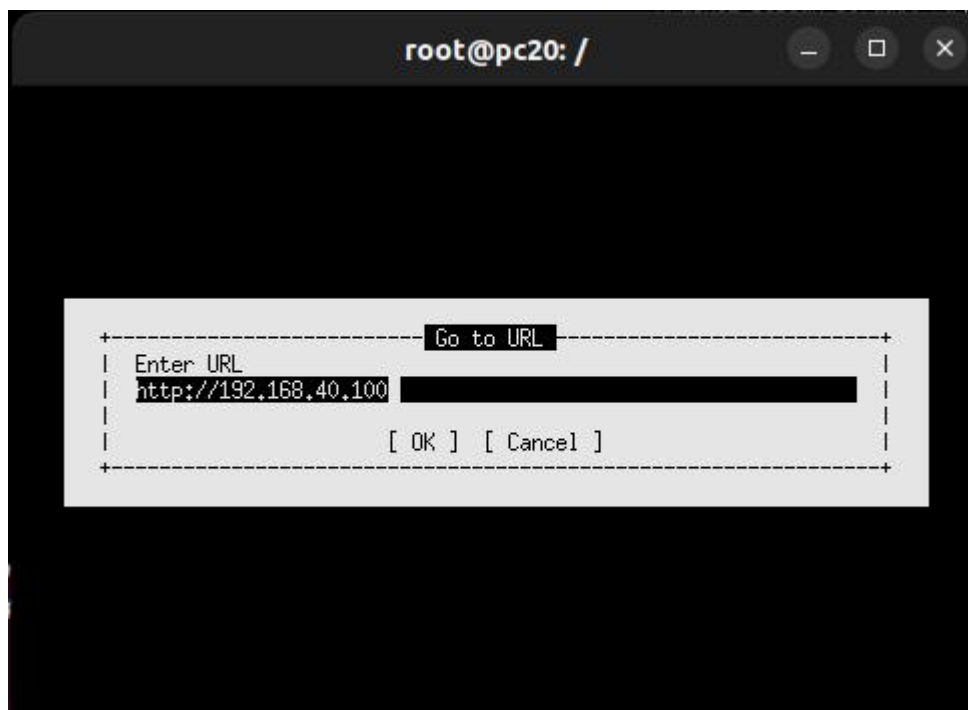 root@pc20: /
Go to URL
Enter URL
http://192.168.40.100
[ OK ] [ Cancel ]